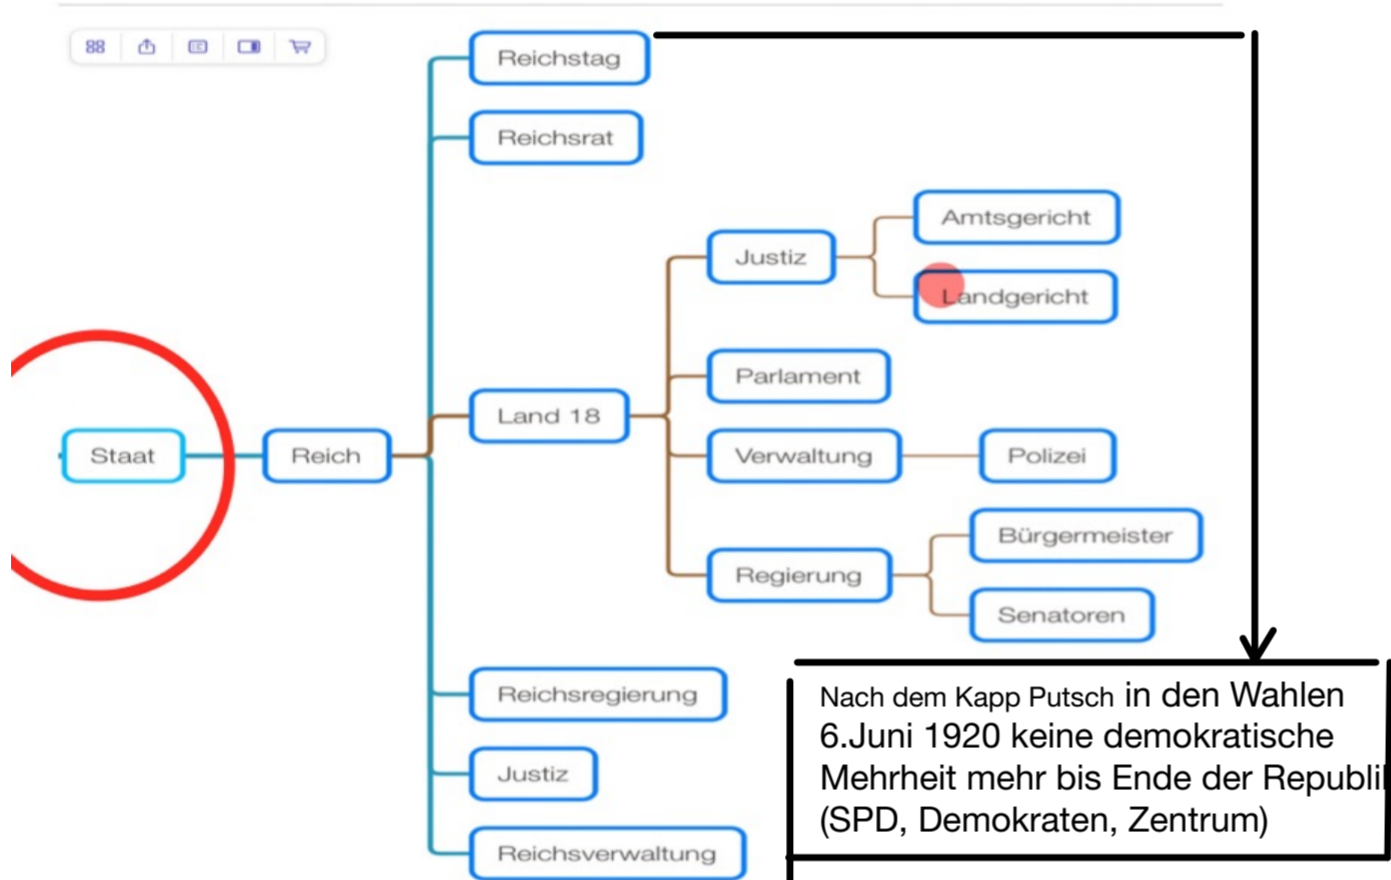 Reichstag
Reichsrat
Amtsgericht
Justiz
Landgericht
Parlament
Land 18
Staat
Reich
Verwaltung
Polizei
Bürgermeister
Regierung
Senatoren
Reichsregierung
Nach dem Kapp Putsch in den Wahlen
6.Juni 1920 keine demokratische
Mehrheit mehr bis Ende der Republik
(SPD, Demokraten, Zentrum)
Justiz
Reichsverwaltung